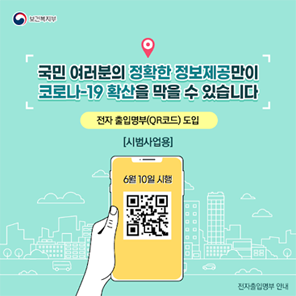 보건복지부
국민 여러분의 정확한 정보제공만이
코로나-19 확산을 막을 수 있습니다
전자 출입명부(QR코드) 도입
[시범사업용]
6월 10일 시행
전자출입명부 안내